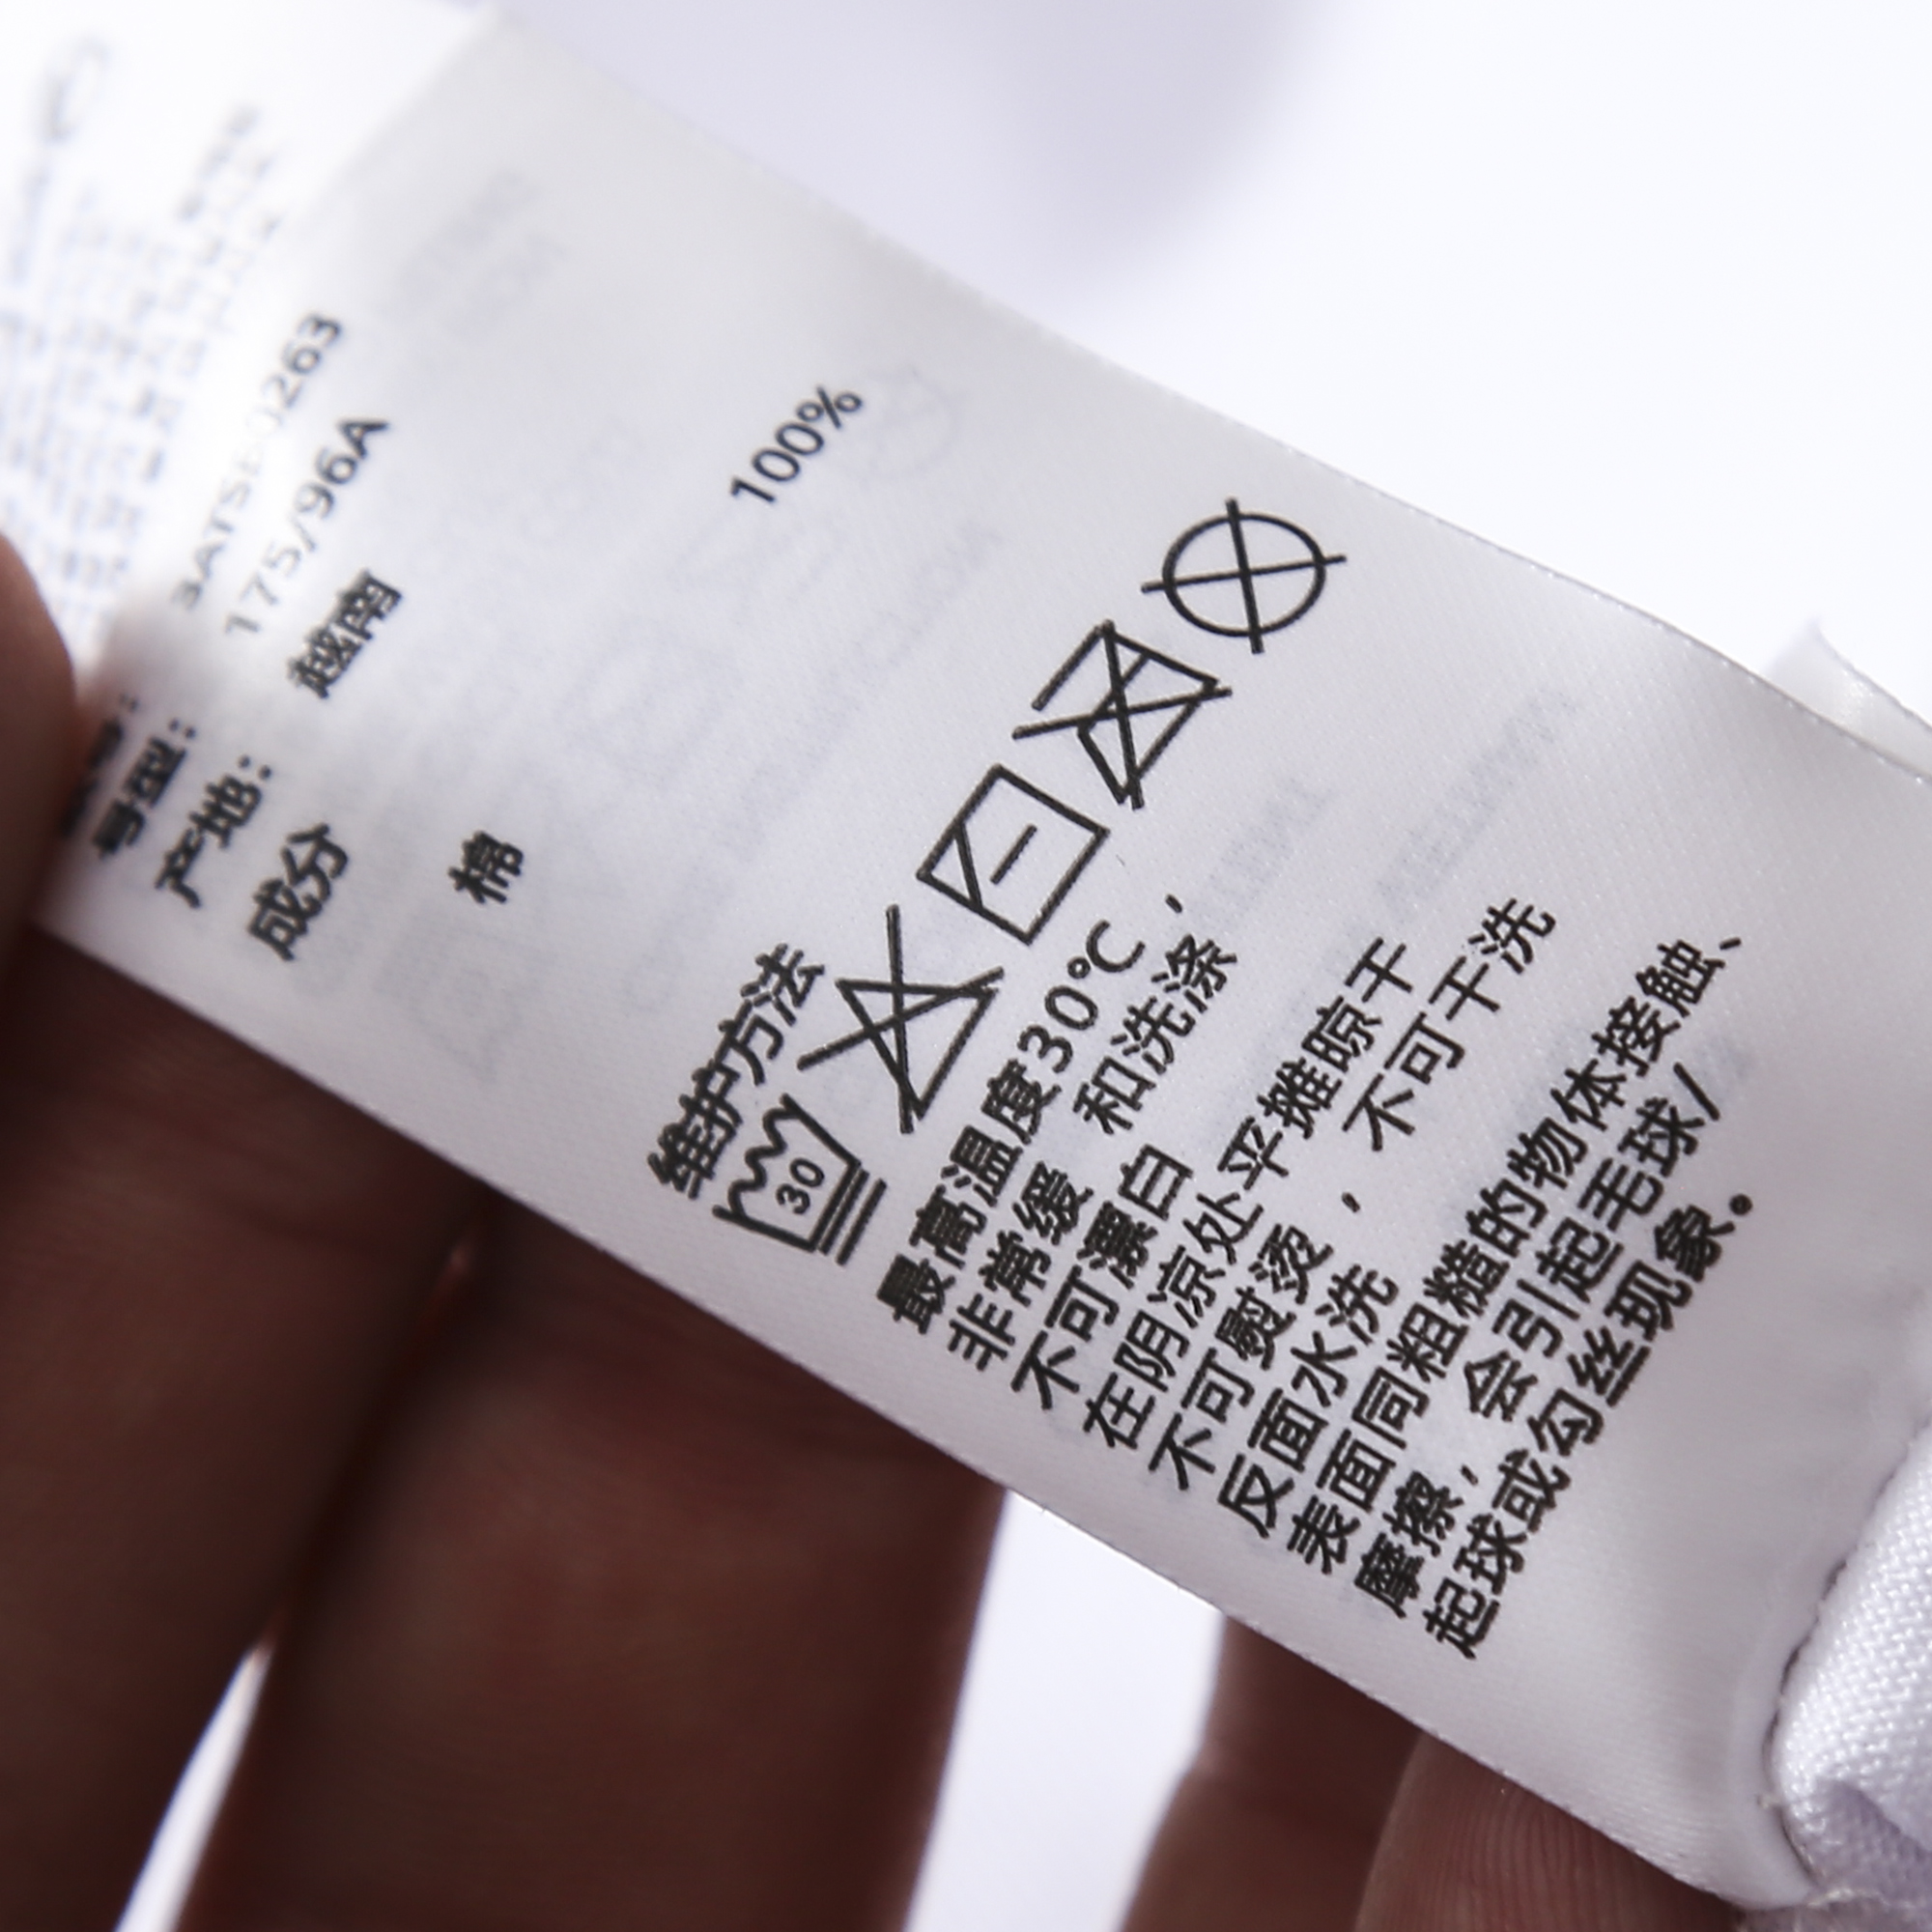 3ATSE0263
号型: 175/96A
产地: 越南
成分
棉 100%
维护方法
30
最高温度30℃
非常缓 和洗涤，
不可漂白
在阴凉处平摊晾干
不可熨烫，不可干洗
反面水洗
表面同粗糙的物体接触、
摩擦，会引起毛球/
起球或勾丝现象。